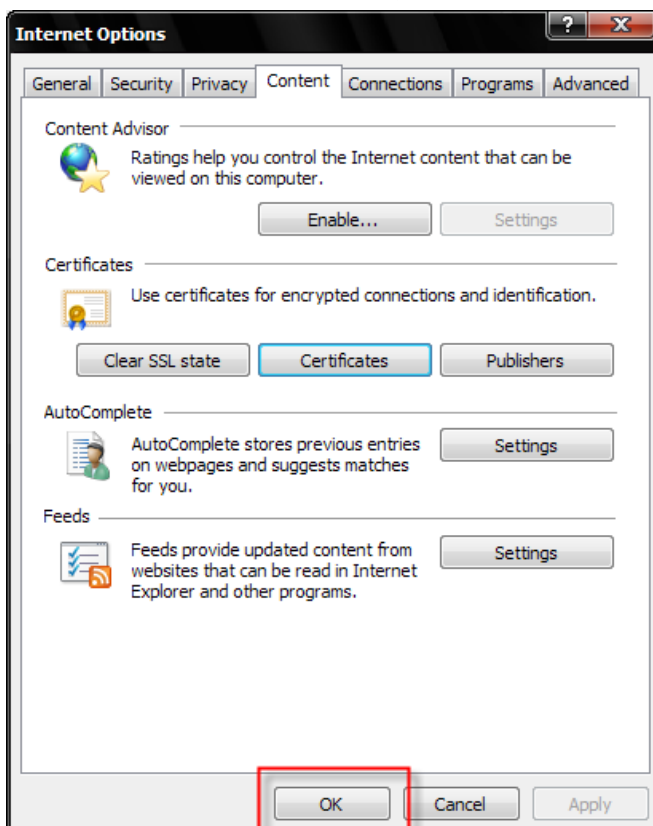 Internet Options
?
X
General Security Privacy Content Connections Programs Advanced
Content Advisor
Ratings help you control the Internet content that can be
viewed on this computer.
Enable... Settings
Certificates
Use certificates for encrypted connections and identification.
Clear SSL state Certificates Publishers
AutoComplete
AutoComplete stores previous entries
on webpages and suggests matches
for you.
Settings
Feeds
Feeds provide updated content from
websites that can be read in Internet
Explorer and other programs.
Settings
OK Cancel Apply